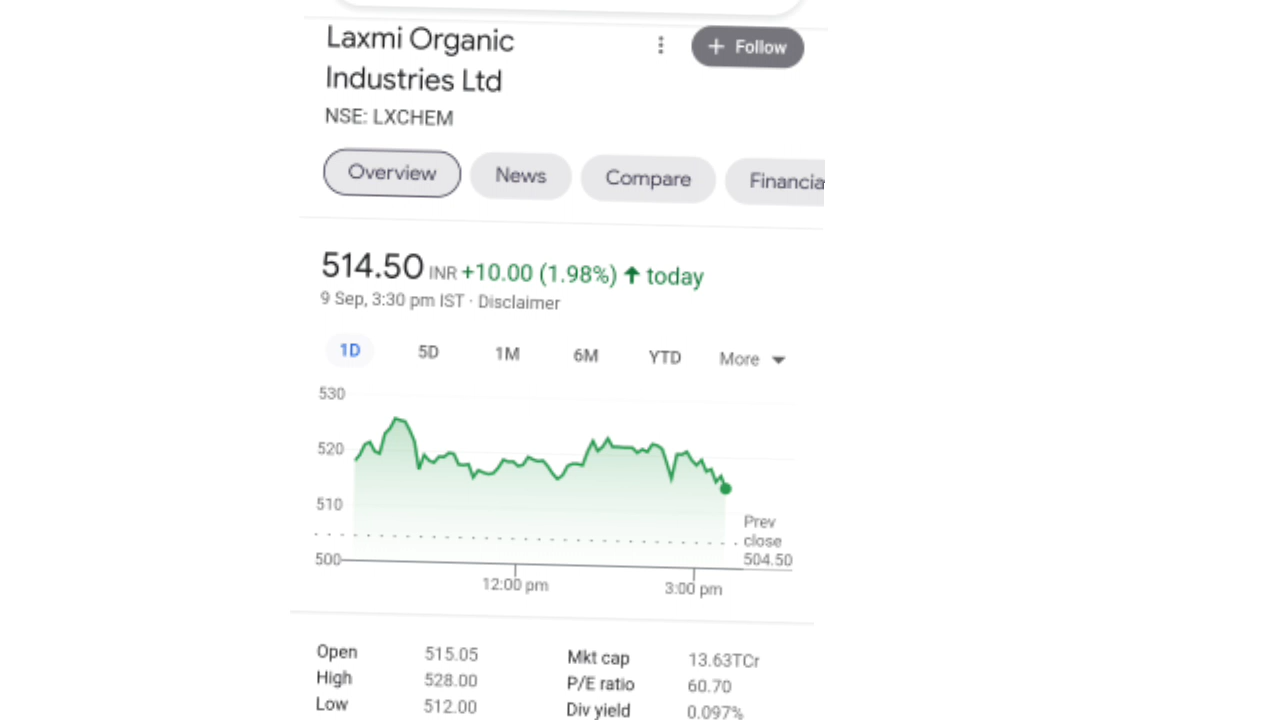 Laxmi Organic
Industries Ltd
+ Follow
NSE: LXCHEM
Overview News Compare Financia
514.50 INR +10.00 (1.98%) ↑ today
9 Sep, 3:30 pm IST · Disclaimer
1D 5D 1M 6M YTD More
530
520
510
500
Prev
close
504.50
12:00 pm 3:00 pm
Open 515.05 Mkt cap 13.63TCr
High 528.00 P/E ratio 60.70
Low 512.00 Div yield 0.097%